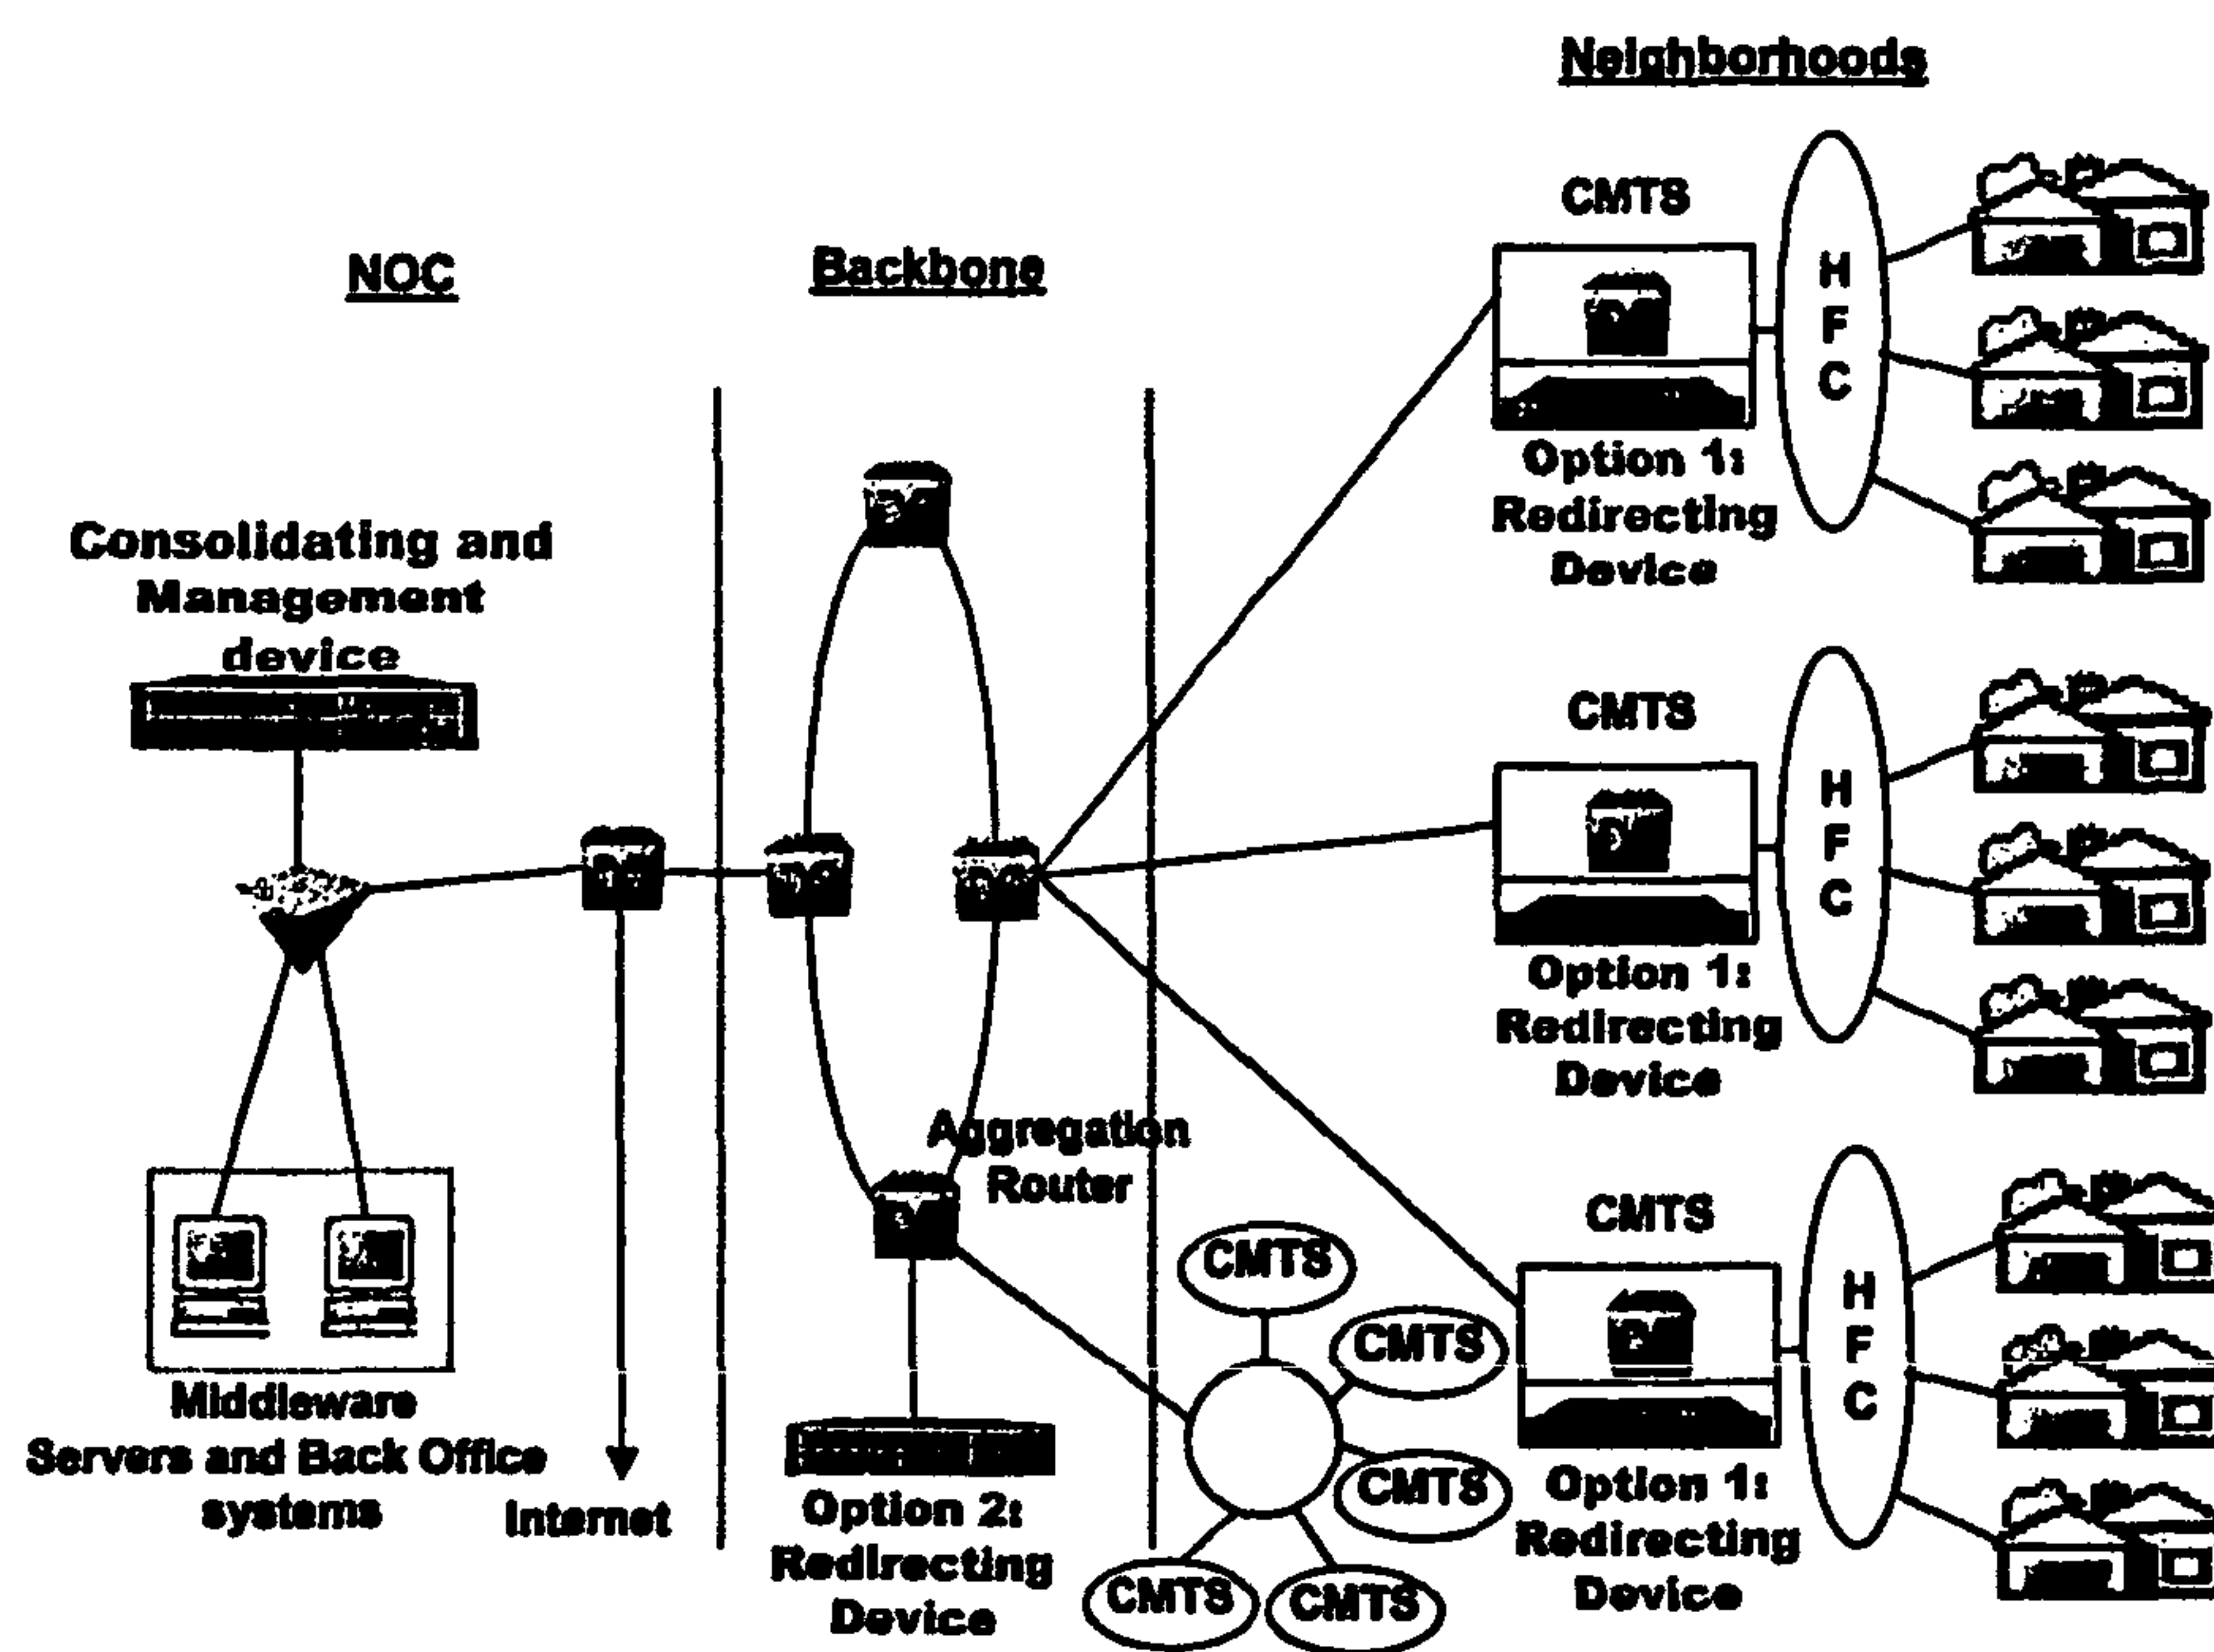 Neighborhoods
NOC
Backbone
Consolidating and
Management
device
Middleware
Servers and Back Office
systems
Internet
Aggregation
Router
Option 2:
Redirecting
Device
CMTS
CMTS
CMTS
CMTS
CMTS
CMTS
H
F
C
Option 1:
Redirecting
Device
CMTS
H
F
C
Option 1:
Redirecting
Device
CMTS
H
F
C
Option 1:
Redirecting
Device